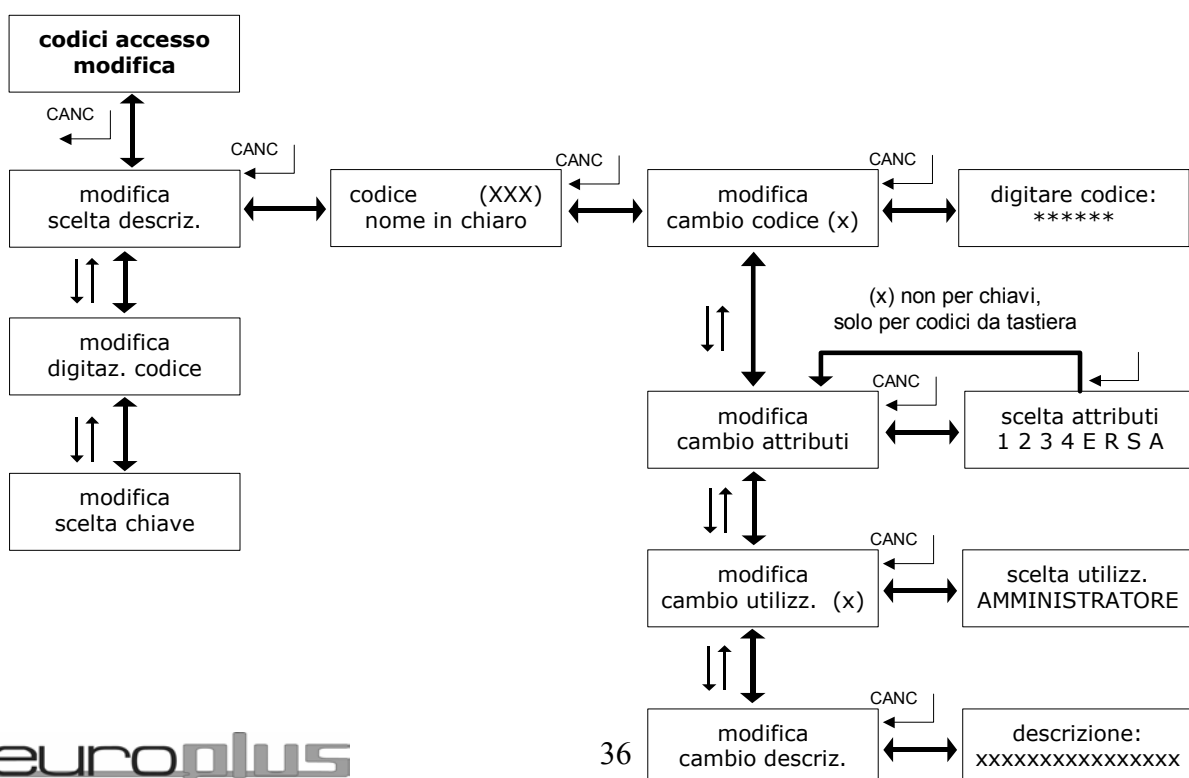 codici accesso
modifica
CANC
CANC
CANC
CANC
modifica
scelta descriz.
codice (XXX)
nome in chiaro
modifica
cambio codice (x)
digitare codice:
******
(x) non per chiavi,
solo per codici da tastiera
modifica
digitaz. codice
CANC
modifica
cambio attributi
scelta attributi
1 2 3 4 E R S A
modifica
scelta chiave
CANC
modifica
cambio utilizz. (x)
scelta utilizz.
AMMINISTRATORE
CANC
modifica
cambio descriz.
descrizione:
xxxxxxxxxxxxxxxx
europlus
36